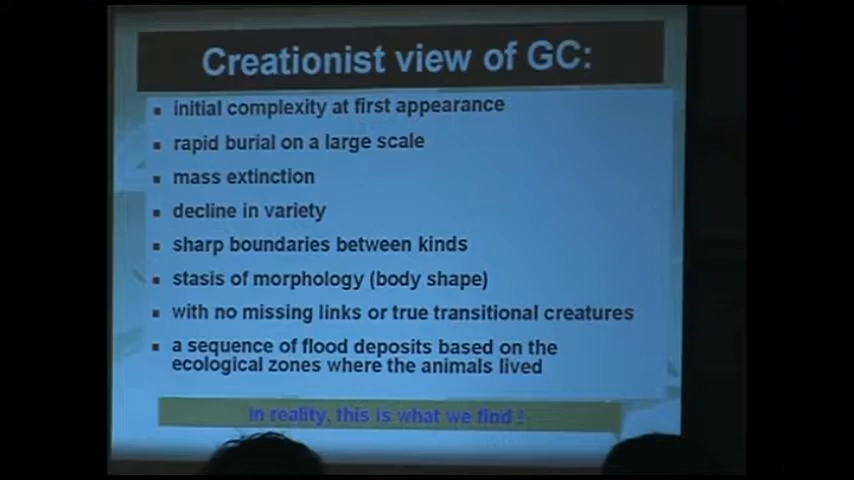 Creationist view of GC:
▪ initial complexity at first appearance
▪ rapid burial on a large scale
▪ mass extinction
▪ decline in variety
▪ sharp boundaries between kinds
▪ stasis of morphology (body shape)
▪ with no missing links or true transitional creatures
▪ a sequence of flood deposits based on the
ecological zones where the animals lived
in reality, this is what we find !